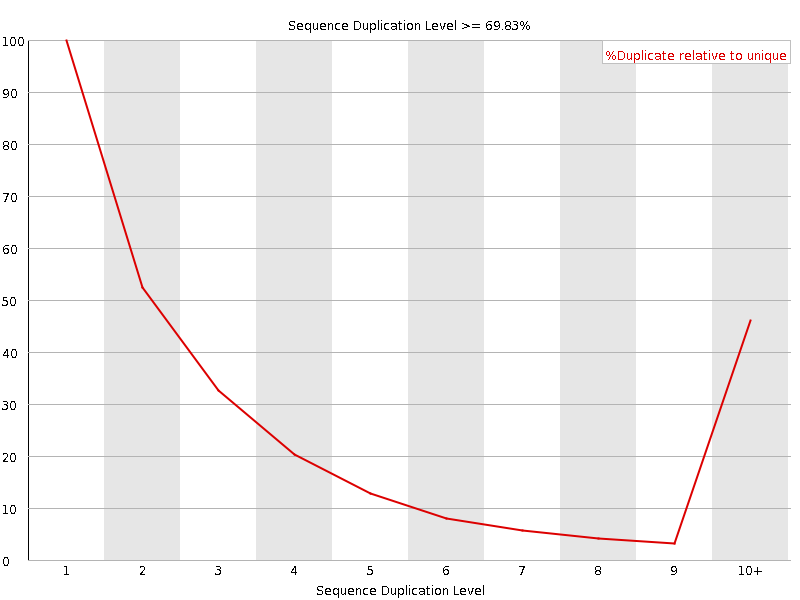 Sequence Duplication Level >= 69.83%
%Duplicate relative to unique
100
90
80
70
60
50
40
30
20
10
0
1 2 3 4 5 6 7 8 9 10+
Sequence Duplication Level